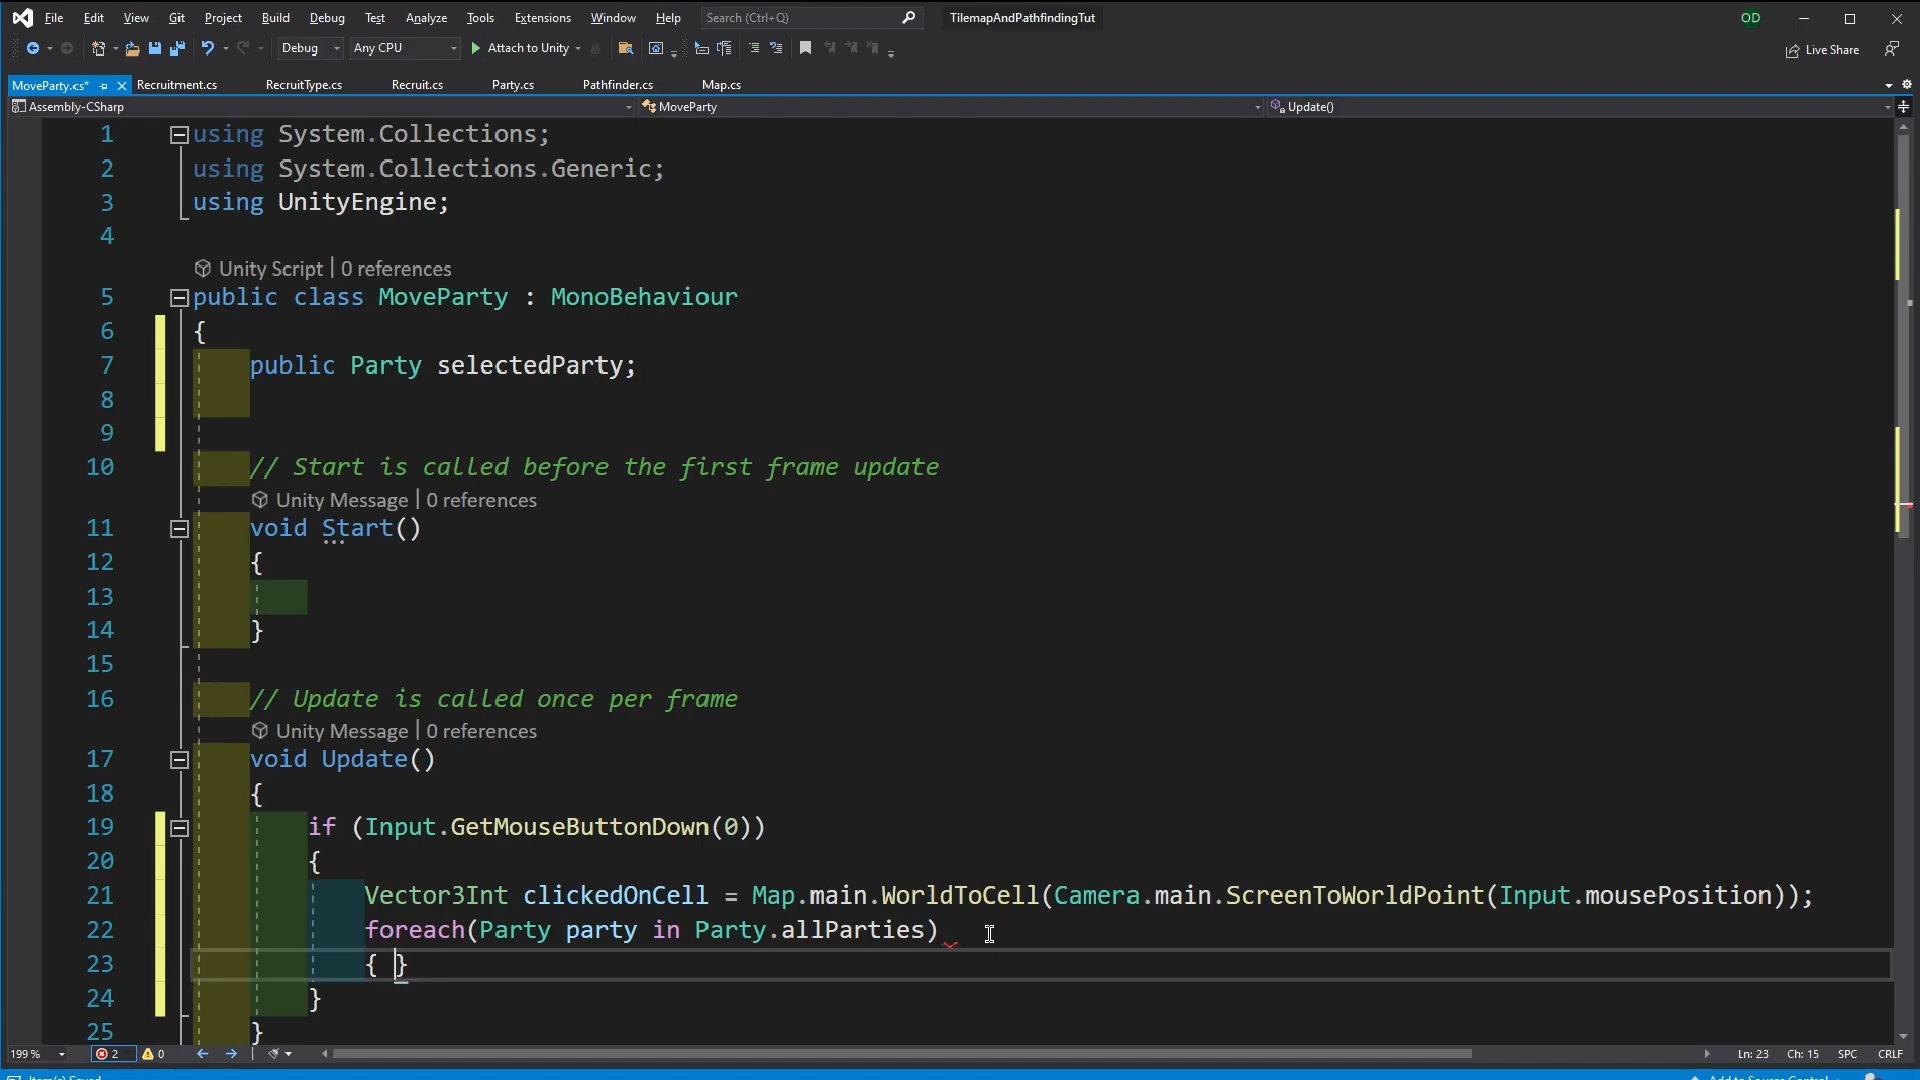 File Edit View Git Project Build Debug Test Analyze Tools Extensions Window Help Search (Ctrl+Q) TilemapAndPathfindingTut OD
Debug Any CPU Attach to Unity Live Share
MoveParty.cs* Recruitment.cs RecruitType.cs Recruit.cs Party.cs Pathfinder.cs Map.cs
Assembly-CSharp MoveParty Update()
1 using System.Collections;
2 using System.Collections.Generic;
3 using UnityEngine;
4
Unity Script | 0 references
5 public class MoveParty : MonoBehaviour
6 {
7 public Party selectedParty;
8
9
10 // Start is called before the first frame update
Unity Message | 0 references
11 void Start()
12 {
13
14 }
15
16 // Update is called once per frame
Unity Message | 0 references
17 void Update()
18 {
19 if (Input.GetMouseButtonDown(0))
20 {
21 Vector3Int clickedOnCell = Map.main.WorldToCell(Camera.main.ScreenToWorldPoint(Input.mousePosition));
22 foreach(Party party in Party.allParties)
23 { }
24 }
25 }
199 % 2 0 Ln: 23 Ch: 15 SPC CRLF
Item(s) Saved Add to Source Control